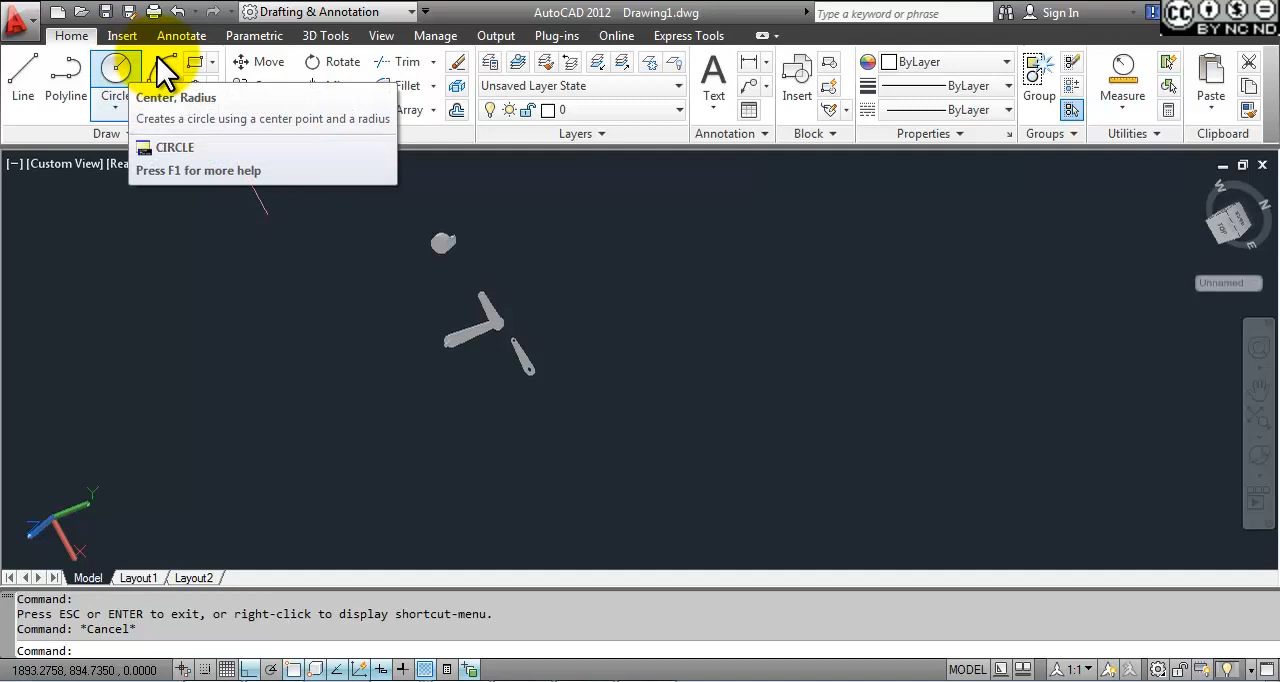 Drafting & Annotation
AutoCAD 2012 Drawing1.dwg
Type a keyword or phrase
Sign In
CC BY NC ND
Home Insert Annotate Parametric 3D Tools View Manage Output Plug-ins Online Express Tools
Move Rotate Trim
Line Polyline Circle
Fillet
Array
Draw
Unsaved Layer State
0
Layers
Text
Annotation
Insert
Block
ByLayer
ByLayer
ByLayer
Properties
Group
Groups
Measure
Utilities
Paste
Clipboard
Center, Radius
Creates a circle using a center point and a radius
CIRCLE
Press F1 for more help
[−] [Custom View] [Rea
W N
TOP
E
Unnamed
Y
X
Model Layout1 Layout2
Command:
Press ESC or ENTER to exit, or right-click to display shortcut-menu.
Command: *Cancel*
Command:
1893.2758, 894.7350 , 0.0000
MODEL
1:1